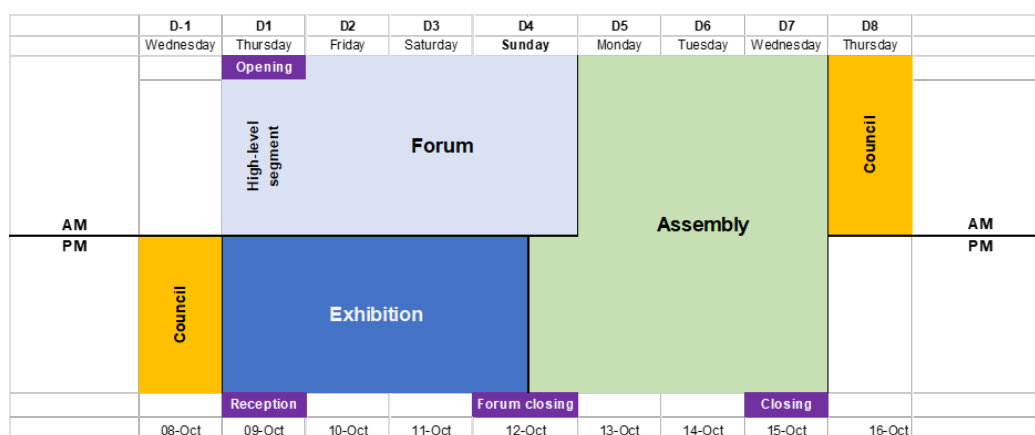 D-1 D1 D2 D3 D4 D5 D6 D7 D8
Wednesday Thursday Friday Saturday Sunday Monday Tuesday Wednesday Thursday
Opening
High-level
segment
Forum
Council
Assembly
AM AM
PM PM
Council
Exhibition
Reception Forum closing Closing
08-Oct 09-Oct 10-Oct 11-Oct 12-Oct 13-Oct 14-Oct 15-Oct 16-Oct